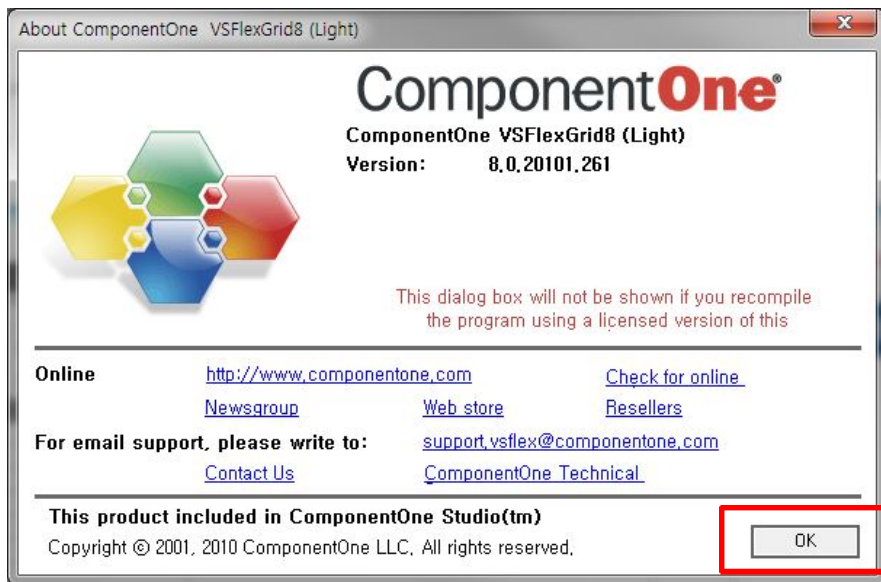 About ComponentOne VSFlexGrid8 (Light)
ComponentOne®
ComponentOne VSFlexGrid8 (Light)
Version: 8.0.20101.261
This dialog box will not be shown if you recompile
the program using a licensed version of this
Online http://www.componentone.com Check for online
Newsgroup Web store Resellers
For email support, please write to: support.vsflex@componentone.com
Contact Us ComponentOne Technical
This product included in ComponentOne Studio(tm)
Copyright © 2001, 2010 ComponentOne LLC. All rights reserved.
OK